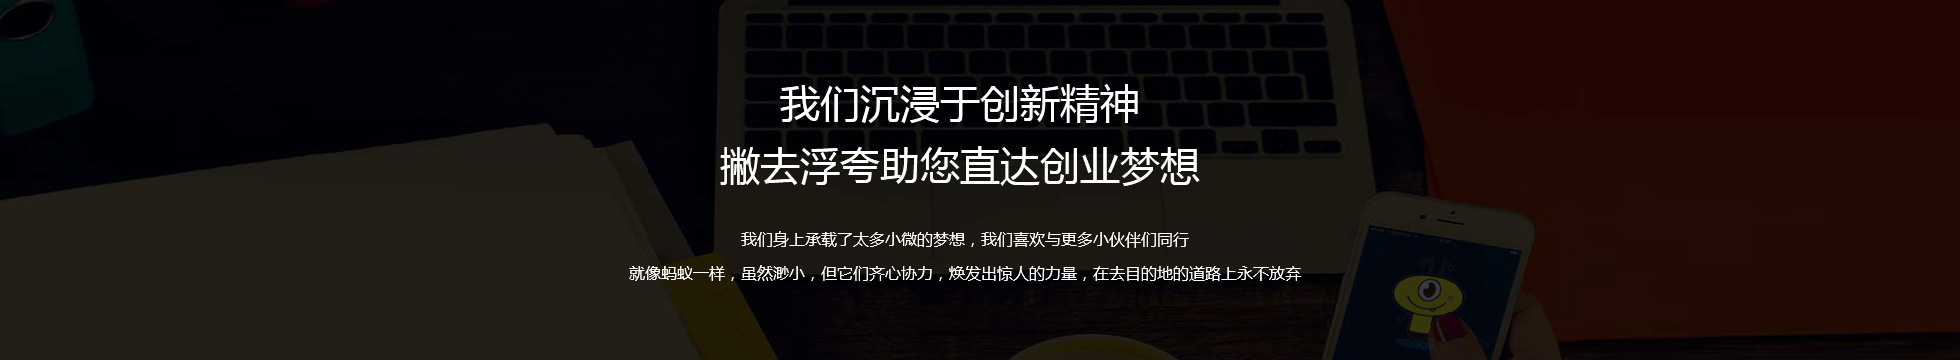 我们沉浸于创新精神
撇去浮夸助您直达创业梦想
我们身上承载了太多小微的梦想，我们喜欢与更多小伙伴们同行
就像蚂蚁一样，虽然渺小，但它们齐心协力，焕发出惊人的力量，在去目的地的道路上永不放弃